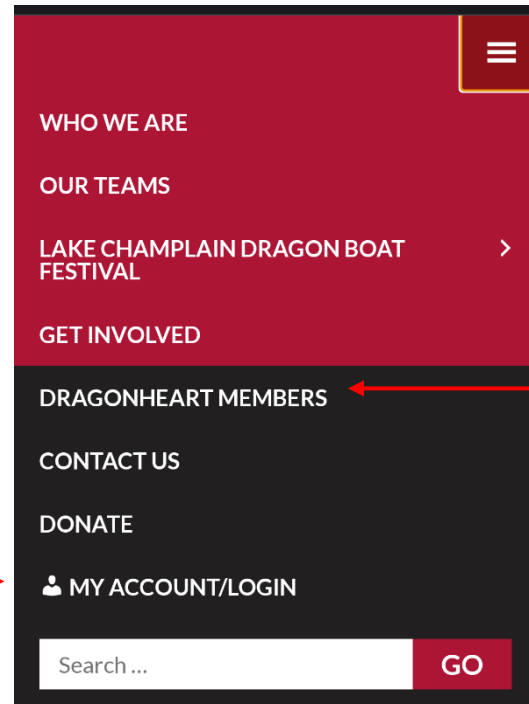 WHO WE ARE
OUR TEAMS
LAKE CHAMPLAIN DRAGON BOAT
FESTIVAL
GET INVOLVED
DRAGONHEART MEMBERS
CONTACT US
DONATE
MY ACCOUNT/LOGIN
Search ... GO